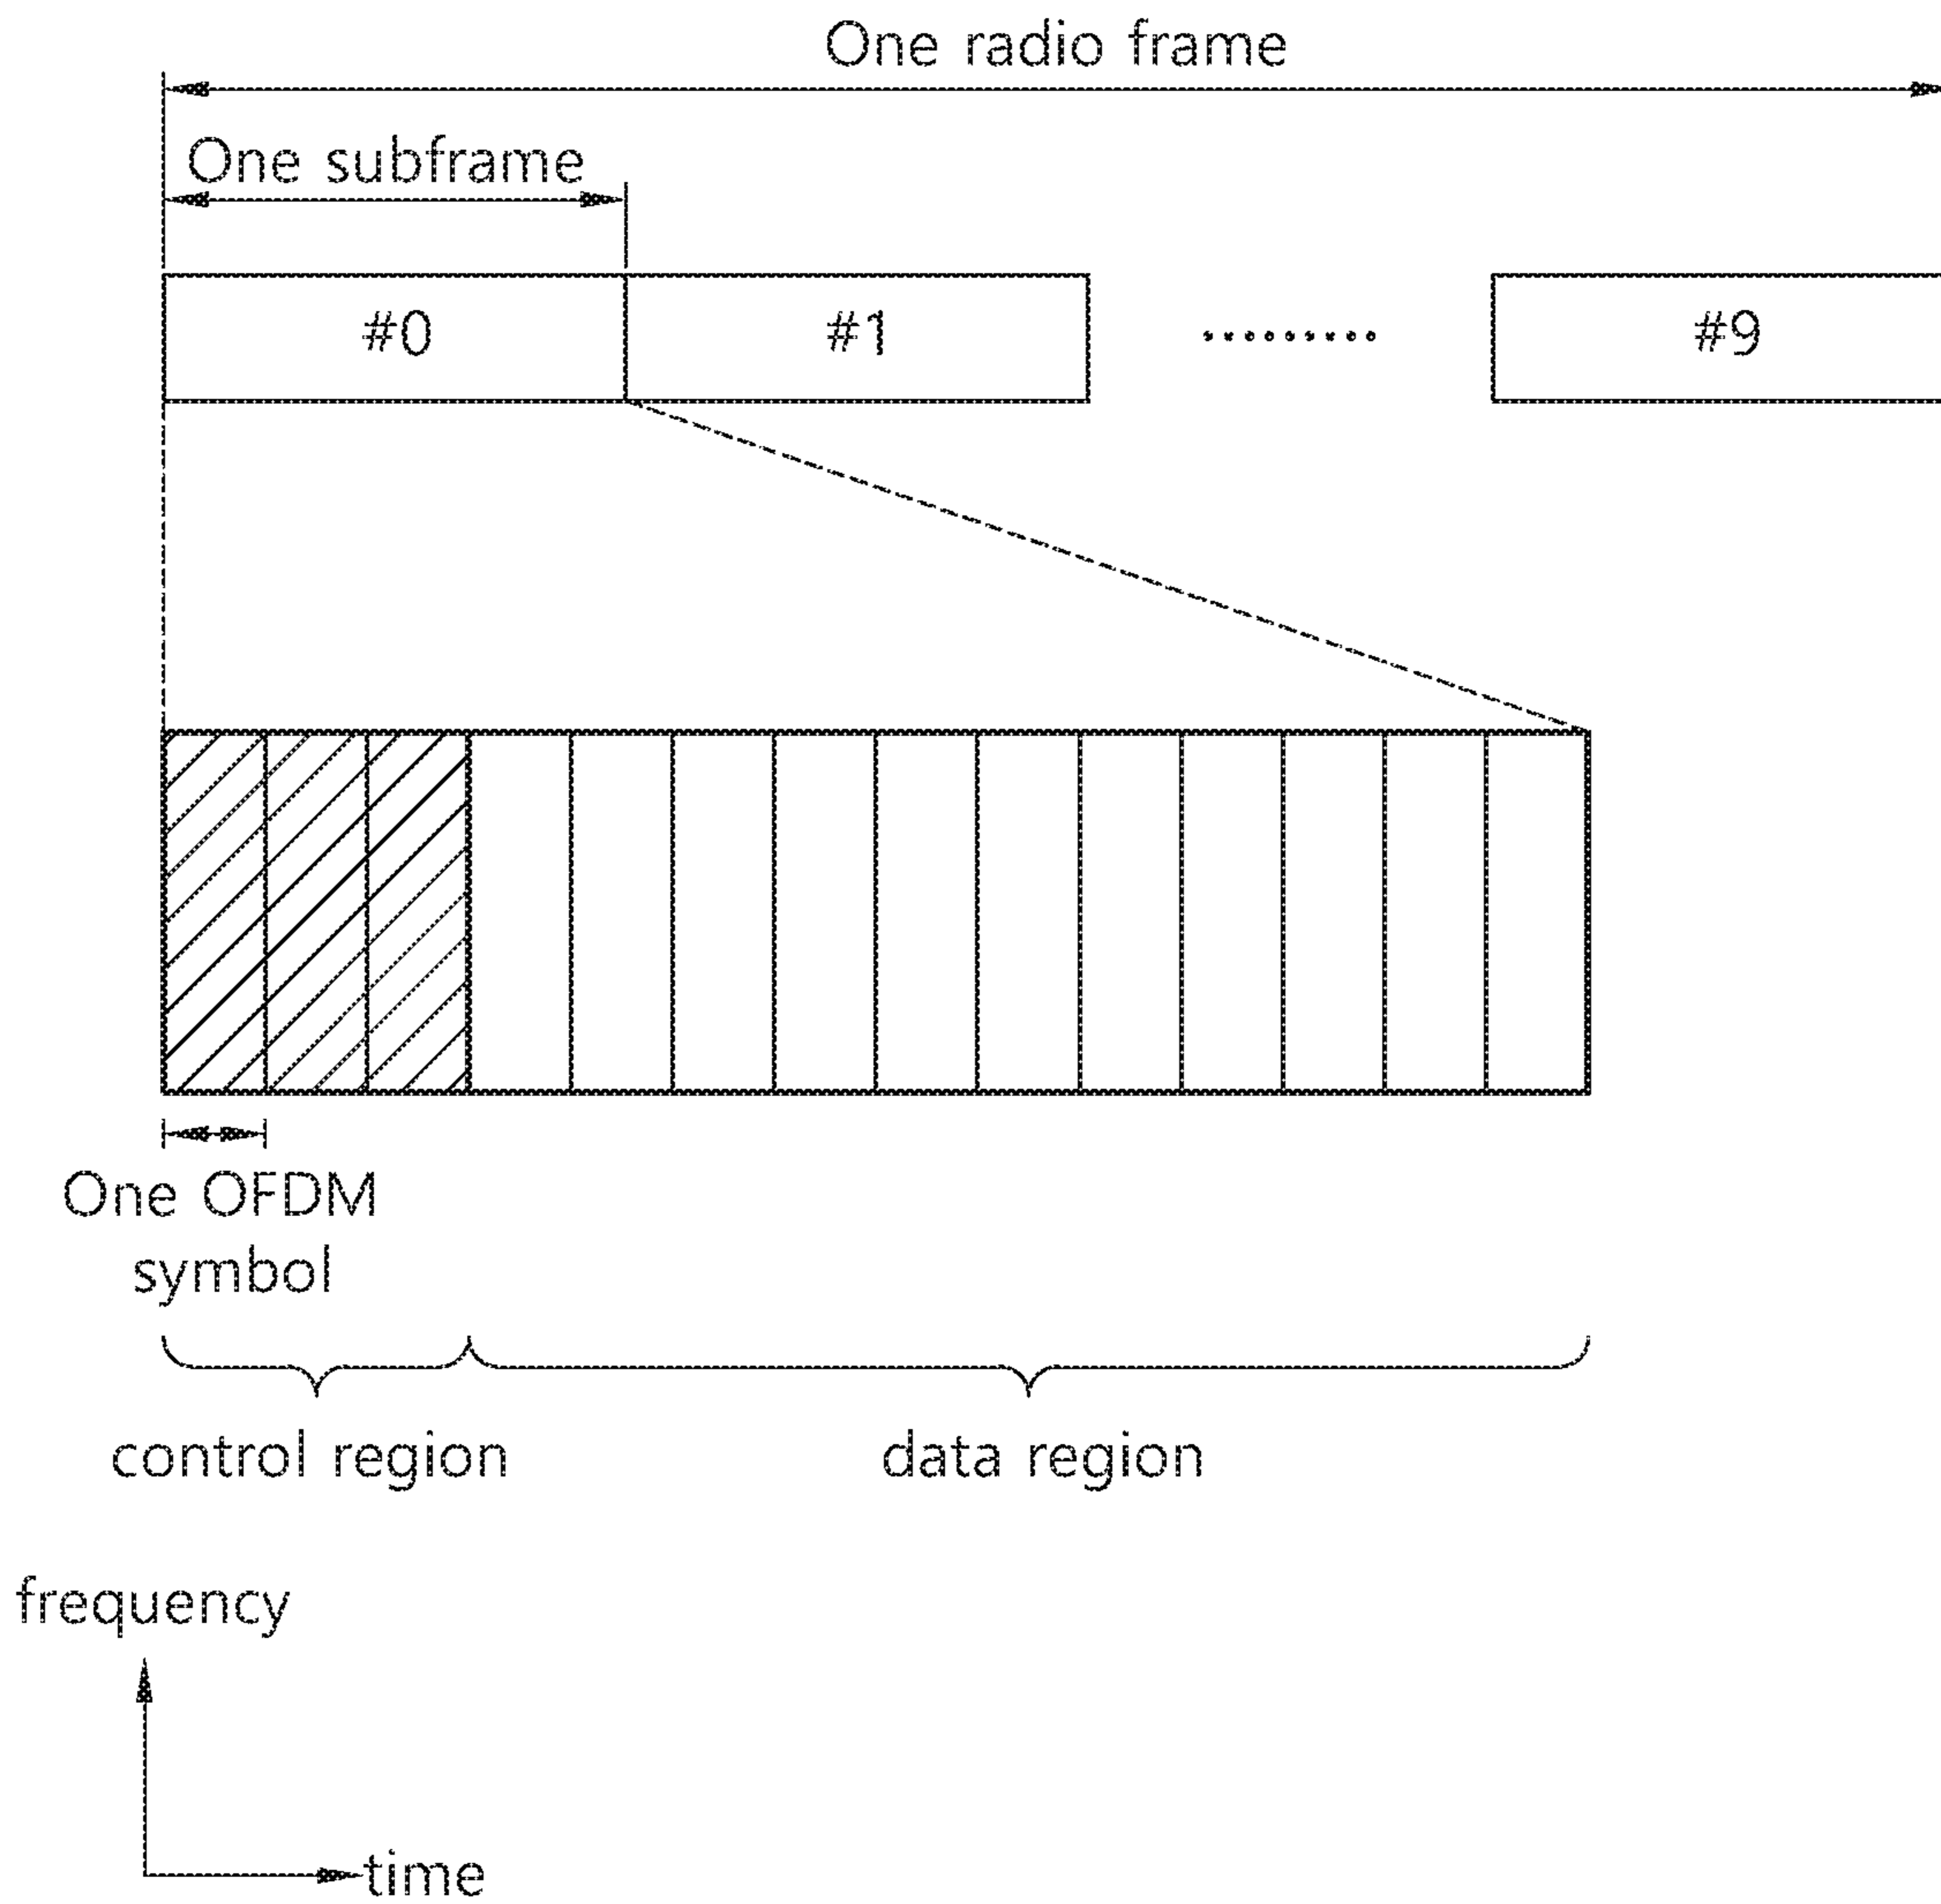 One radio frame
One subframe
#0 #1 ········· #9
One OFDM
symbol
control region data region
frequency
time